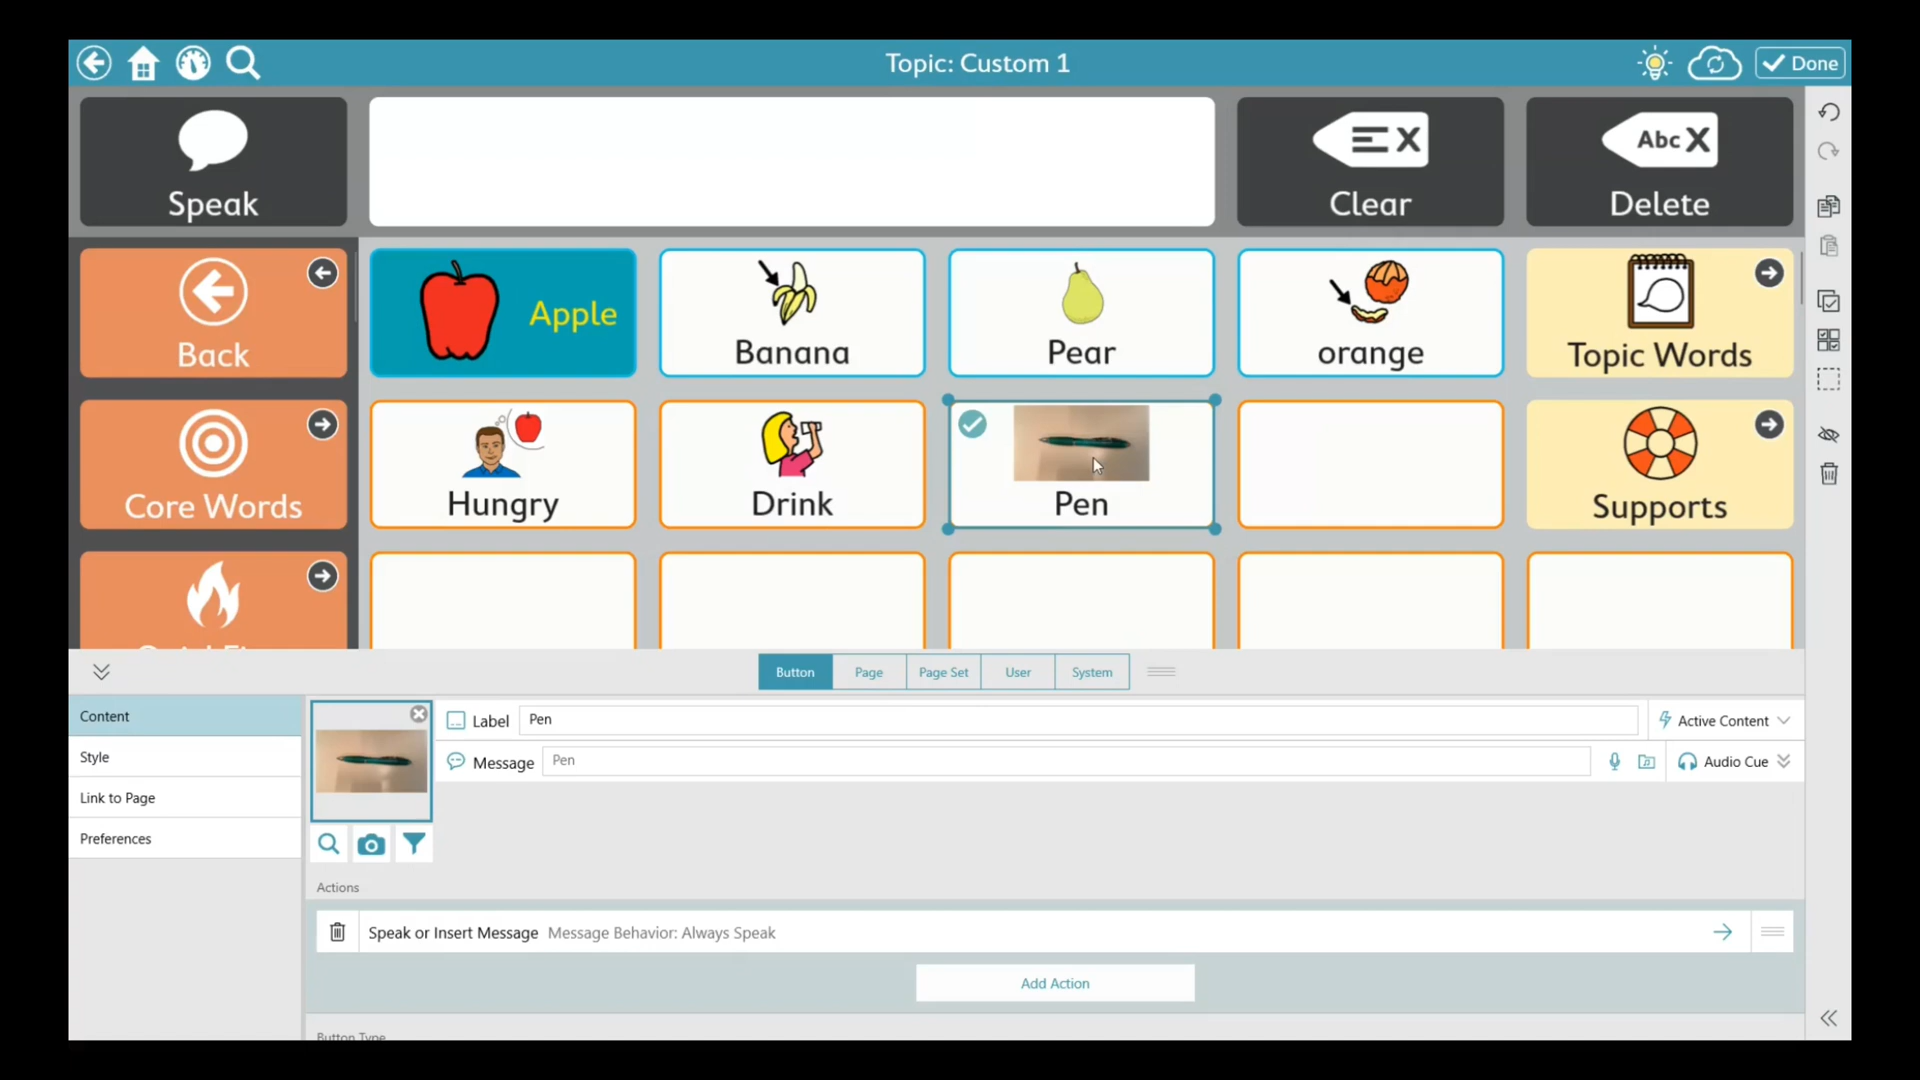 Topic: Custom 1
Done
Speak
Clear
Abc X
Delete
Back
Apple
Banana
Pear
orange
Topic Words
Core Words
Hungry
Drink
Pen
Supports
Button
Page
Page Set
User
System
Content
Label
Pen
Active Content
Style
Message
Pen
Audio Cue
Link to Page
Preferences
Actions
Speak or Insert Message Message Behavior: Always Speak
Add Action
Button Type